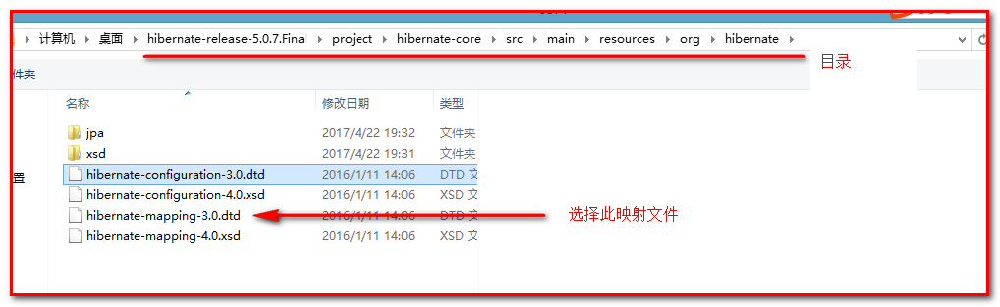 计算机 桌面 hibernate-release-5.0.7.Final project hibernate-core src main resources org hibernate
目录
件夹
名称 修改日期 类型
jpa 2017/4/22 19:32 文件夹
xsd 2017/4/22 19:31 文件夹
置
hibernate-configuration-3.0.dtd 2016/1/11 14:06 DTD 文
hibernate-configuration-4.0.xsd 2016/1/11 14:06 XSD 文
hibernate-mapping-3.0.dtd 2016/1/11 14:06 DTD 文
选择此映射文件
hibernate-mapping-4.0.xsd 2016/1/11 14:06 XSD 文